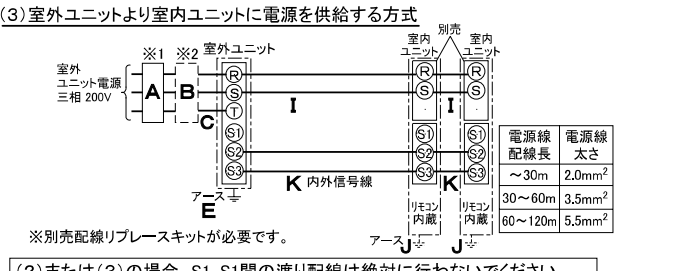 (3)室外ユニットより室内ユニットに電源を供給する方式
※1
※2
室外ユニット
別売
室内
ユニット
室内
ユニット
室外
ユニット電源
三相 200V
A
B
C
R
S
T
S1
S2
S3
I
R
S
I
R
S
S1
S2
S3
S1
S2
S3
K 内外信号線
K
アース
E
リモコン
内蔵
リモコン
内蔵
アース
J
J
電源線
配線長
電源線
太さ
~30m 2.0mm²
30~60m 3.5mm²
60~120m 5.5mm²
※別売配線リプレースキットが必要です。
(2)または(3)の場合、S1-S1間の渡り配線は絶対に行わないでください